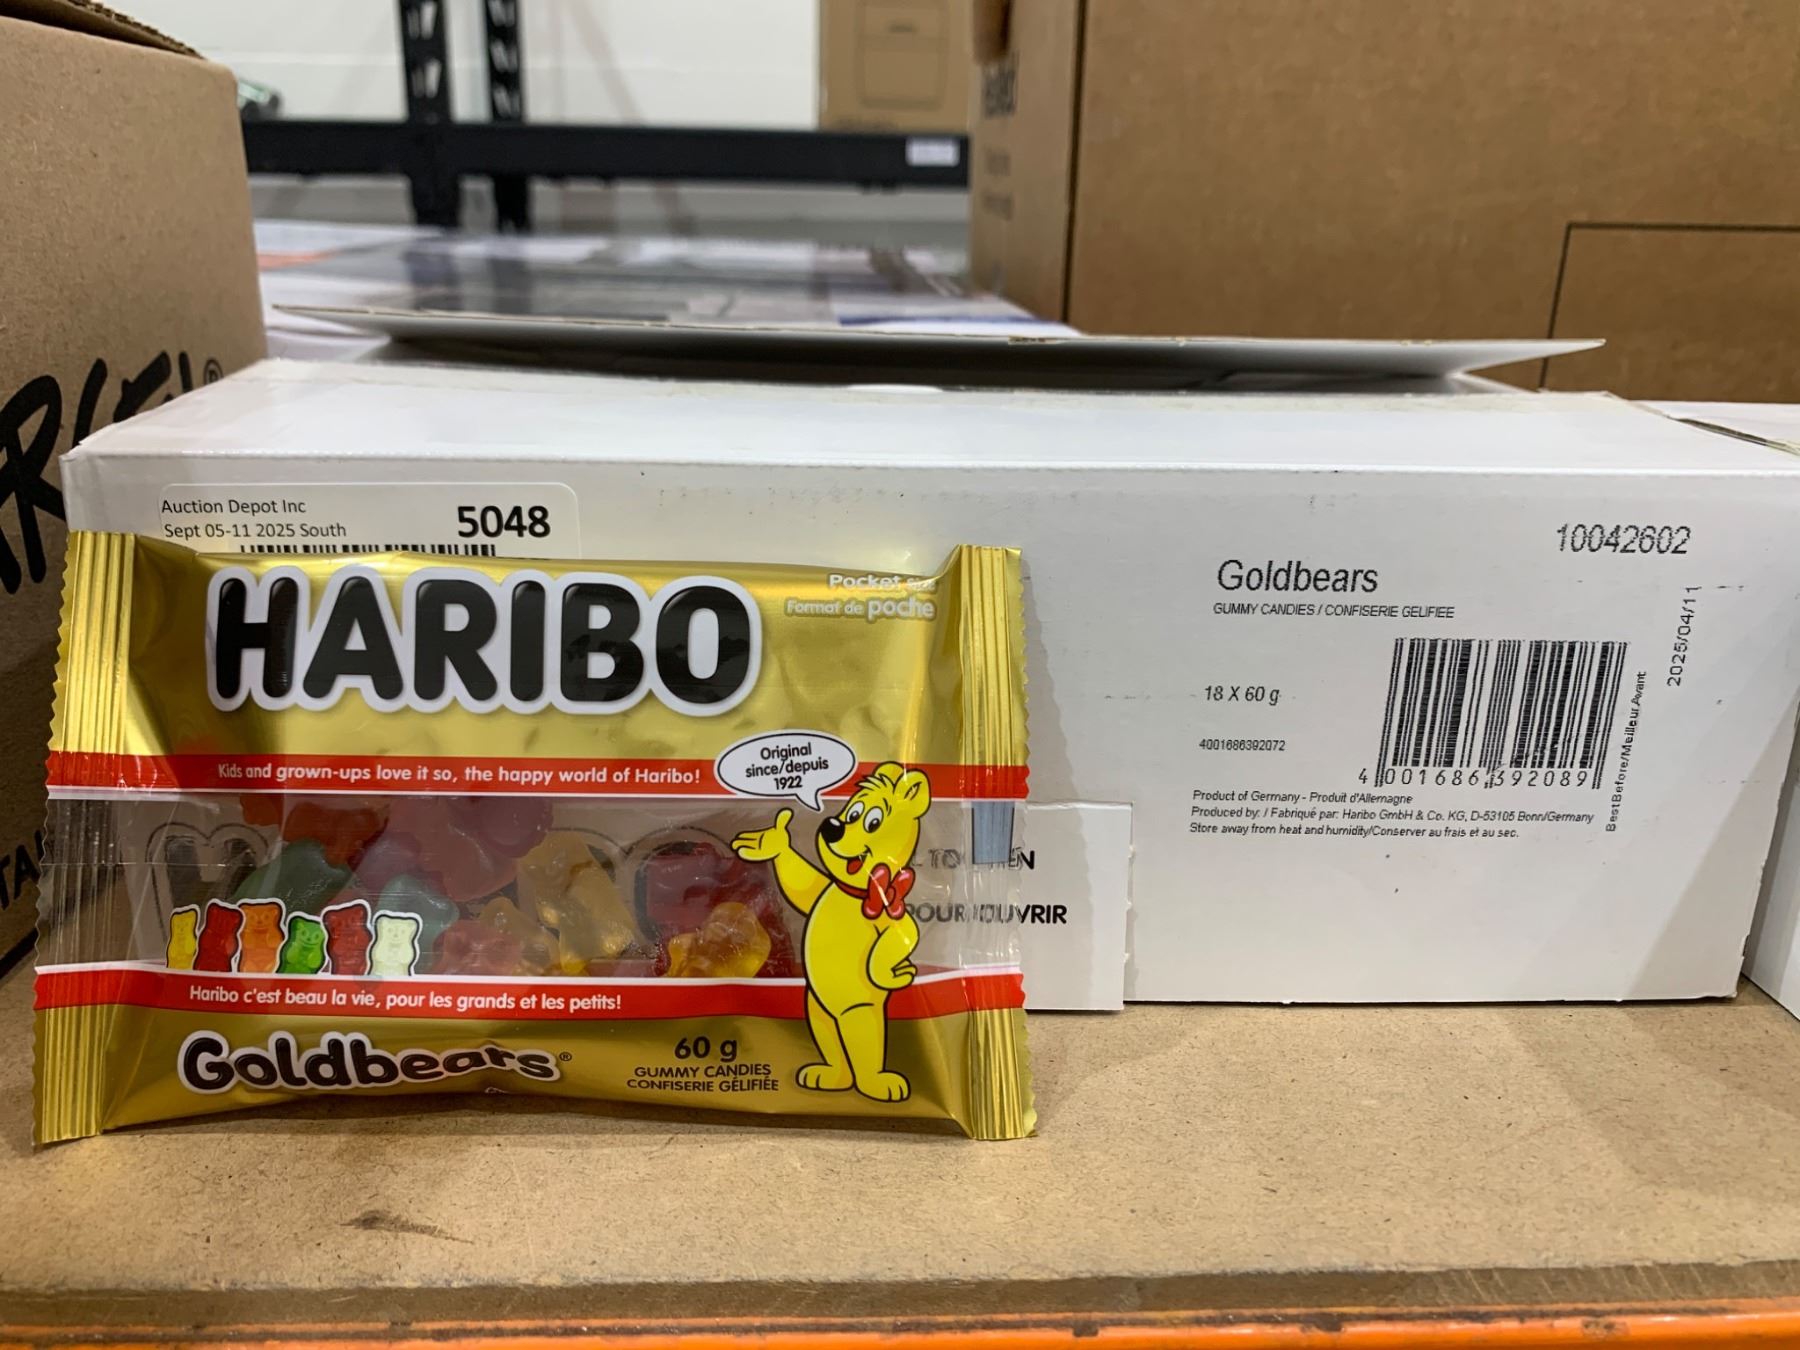 Auction Depot Inc
Sept 05-11 2025 South
5048
HARIBO
Pocket
Format de poche
Kids and grown-ups love it so, the happy world of Haribo!
Original
since/depuis
1922
Haribo c'est beau la vie, pour les grands et les petits!
Goldbears®
60 g
GUMMY CANDIES
CONFISERIE GÉLIFIÉE
POUR OUVRIR
10042602
Goldbears
GUMMY CANDIES / CONFISERIE GELIFIEE
18 X 60 g
4001686392072
4 001686 392089
Product of Germany - Produit d'Allemagne
Produced by: / Fabriqué par: Haribo GmbH & Co. KG, D-53105 Bonn/Germany
Store away from heat and humidity/Conserver au frais et au sec.
Best Before/Meilleur Avant
2025/04/11